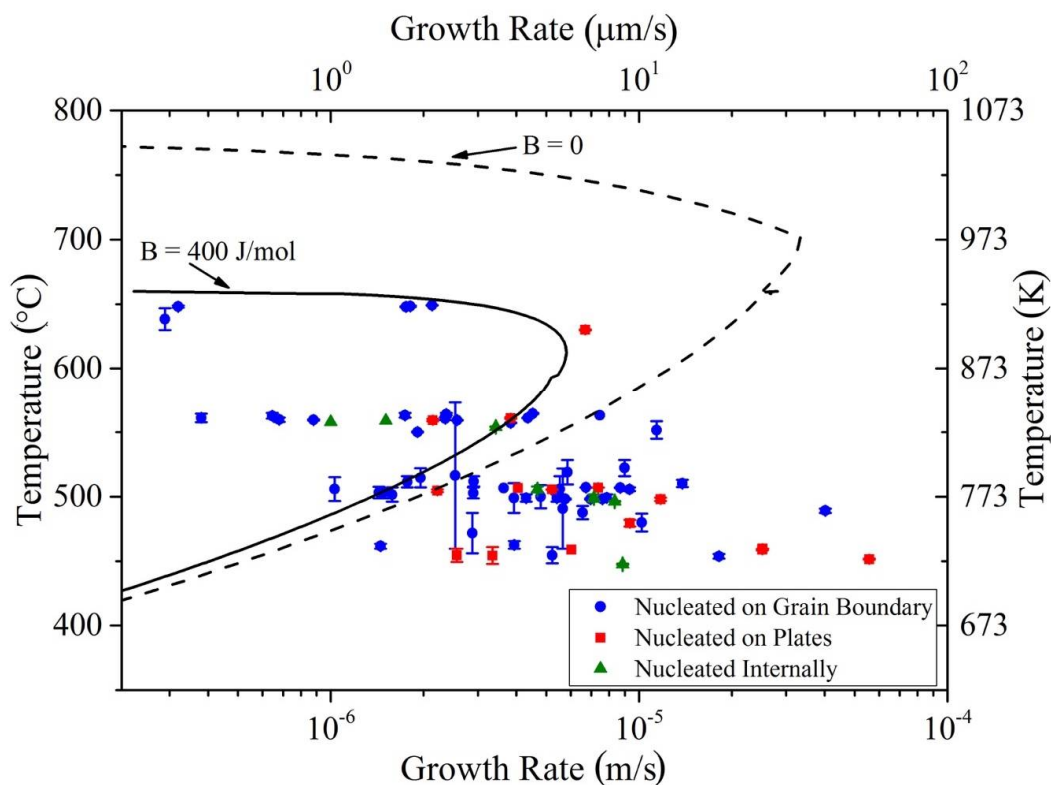 Growth Rate (μm/s)
10⁰ 10¹ 10²
800 1073
B = 0
700 973
B = 400 J/mol
600 873
Temperature (°C)
Temperature (K)
500 773
400 673
Nucleated on Grain Boundary
Nucleated on Plates
Nucleated Internally
10⁻⁶ 10⁻⁵ 10⁻⁴
Growth Rate (m/s)